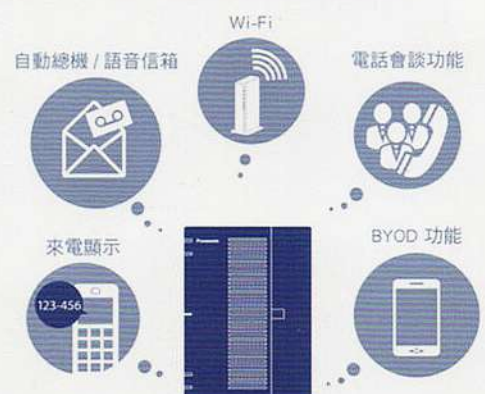 Wi-Fi
自動總機 / 語音信箱
電話會談功能
來電顯示
123-456
BYOD 功能
Panasonic